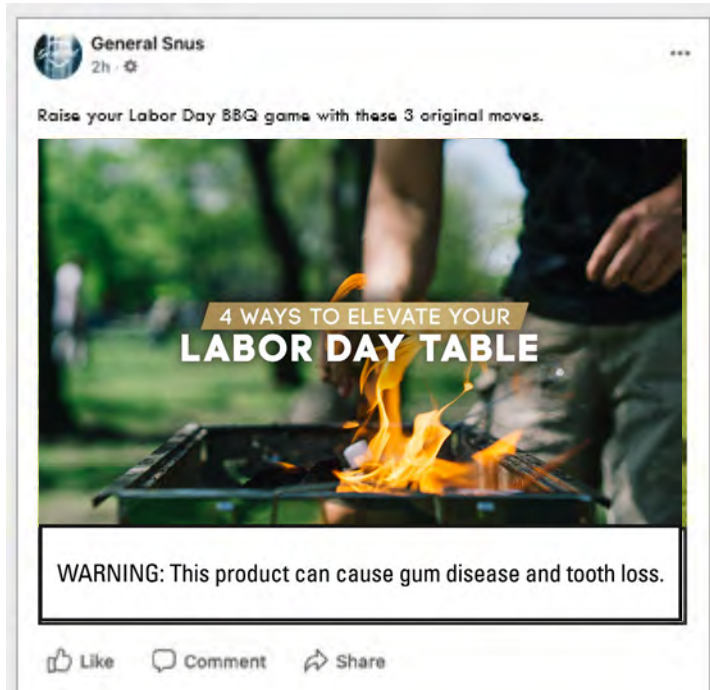 General Snus
2h
Raise your Labor Day BBQ game with these 3 original moves.
4 WAYS TO ELEVATE YOUR
LABOR DAY TABLE
WARNING: This product can cause gum disease and tooth loss.
Like Comment Share